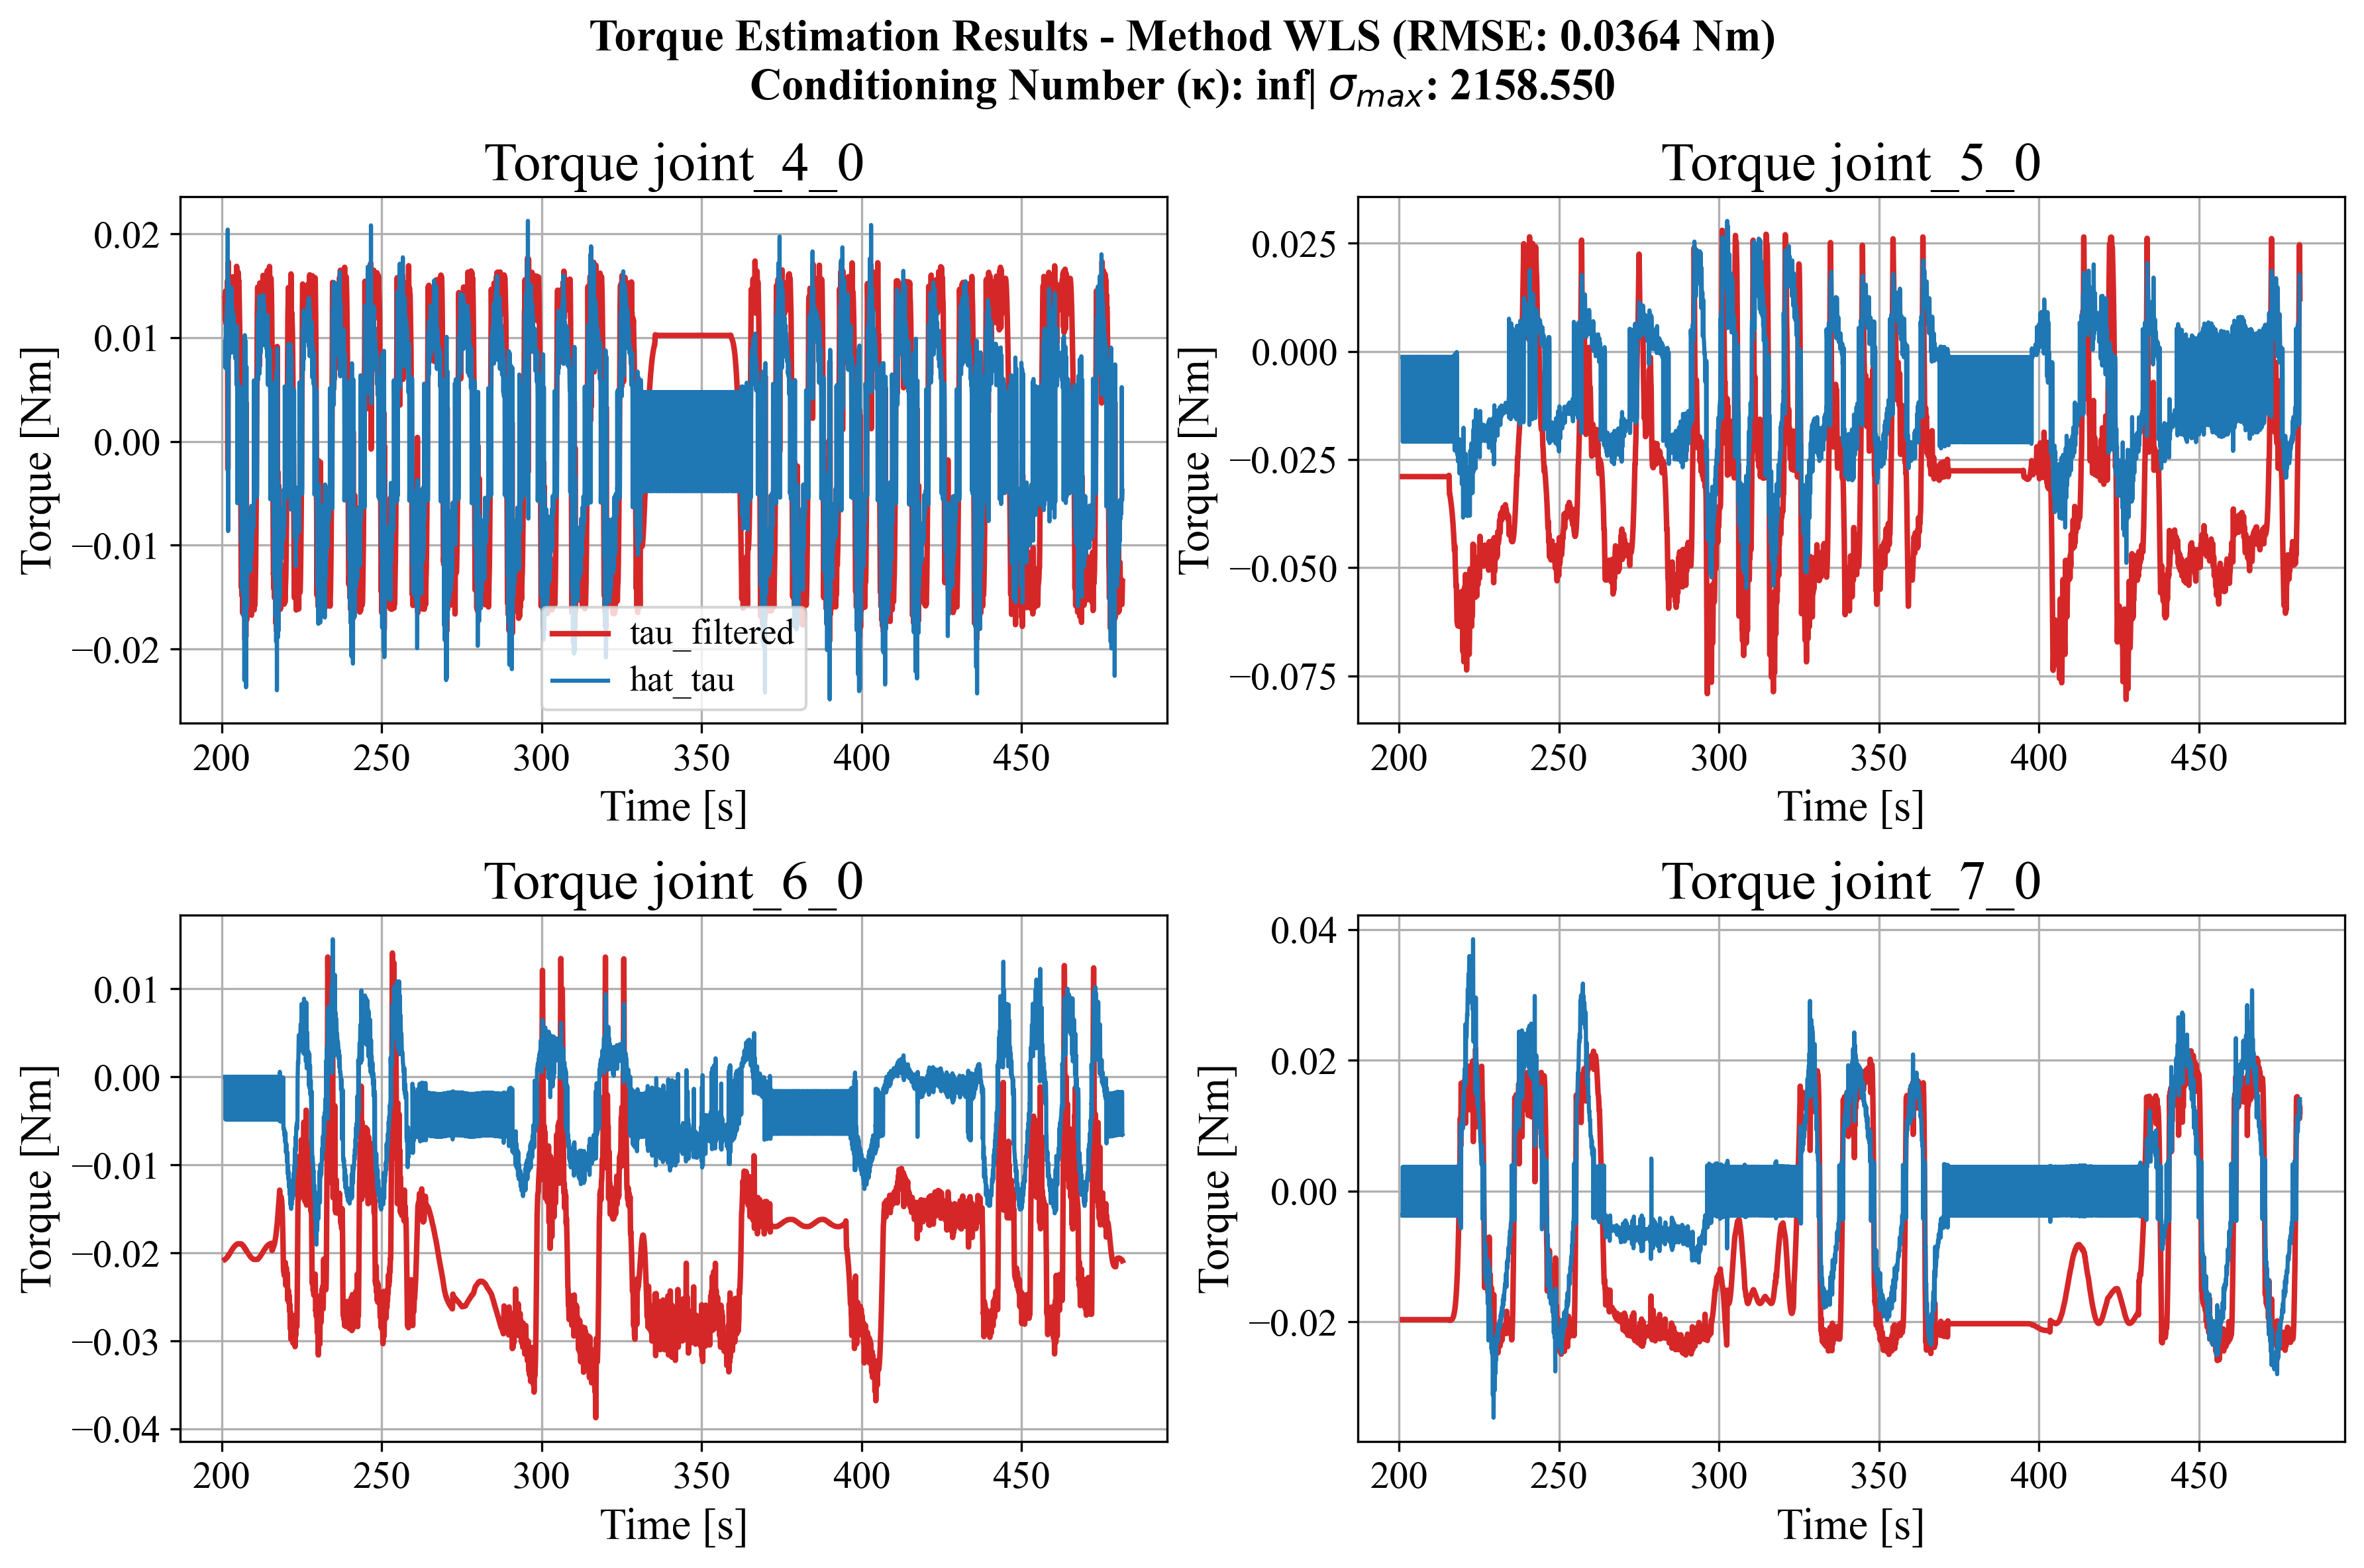 Torque Estimation Results - Method WLS (RMSE: 0.0364 Nm)
Conditioning Number (κ): inf| σmax: 2158.550
Torque joint_4_0
Torque [Nm]
0.02
0.01
0.00
−0.01
−0.02
tau_filtered
hat_tau
200 250 300 350 400 450
Time [s]
Torque joint_5_0
Torque [Nm]
0.025
0.000
−0.025
−0.050
−0.075
200 250 300 350 400 450
Time [s]
Torque joint_6_0
Torque [Nm]
0.01
0.00
−0.01
−0.02
−0.03
−0.04
200 250 300 350 400 450
Time [s]
Torque joint_7_0
Torque [Nm]
0.04
0.02
0.00
−0.02
200 250 300 350 400 450
Time [s]